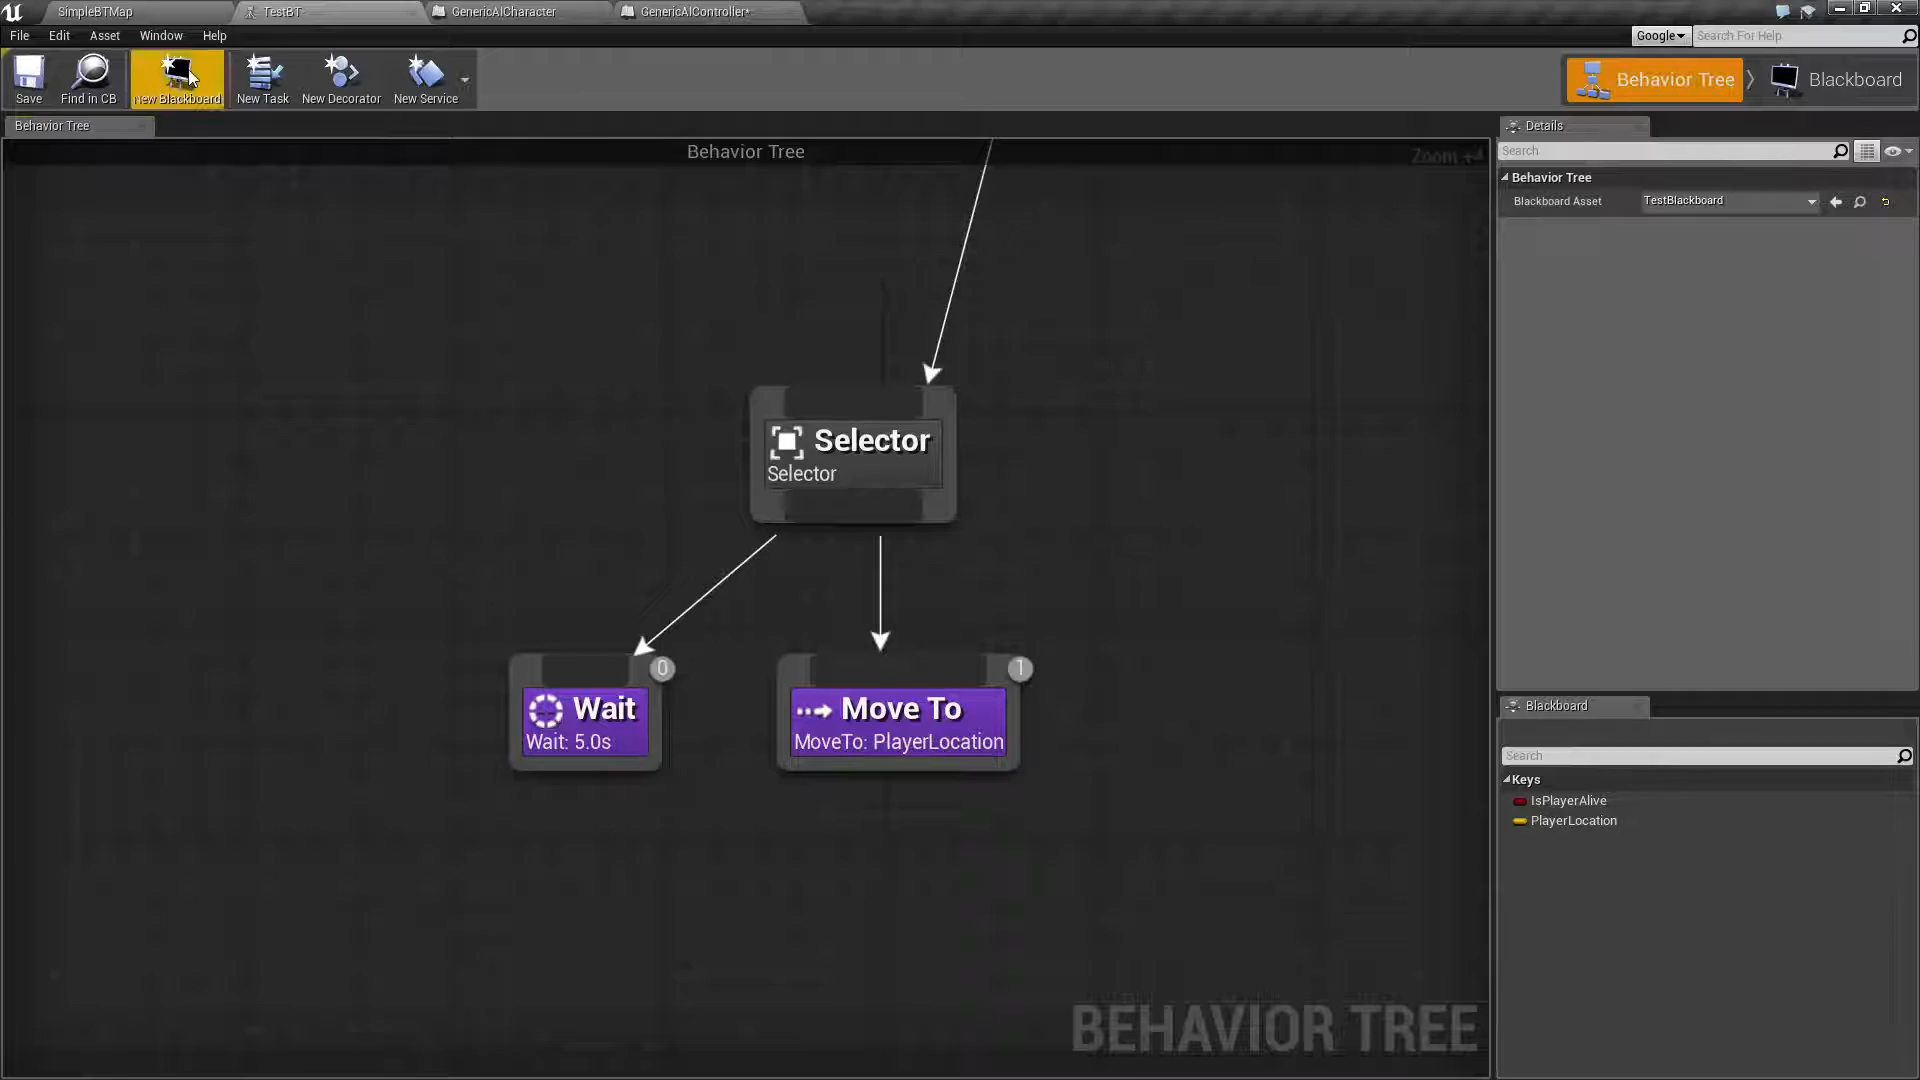 SimpleBTMap
TestBT
GenericAICharacter
GenericAIController*
File Edit Asset Window Help
Google
Search For Help
Save
Find in CB
New Blackboard
New Task
New Decorator
New Service
Behavior Tree
Blackboard
Behavior Tree
Behavior Tree
Zoom +4
Details
Search
Behavior Tree
Blackboard Asset
TestBlackboard
Selector
Selector
0
Wait
Wait: 5.0s
1
Move To
MoveTo: PlayerLocation
Blackboard
Search
Keys
IsPlayerAlive
PlayerLocation
BEHAVIOR TREE